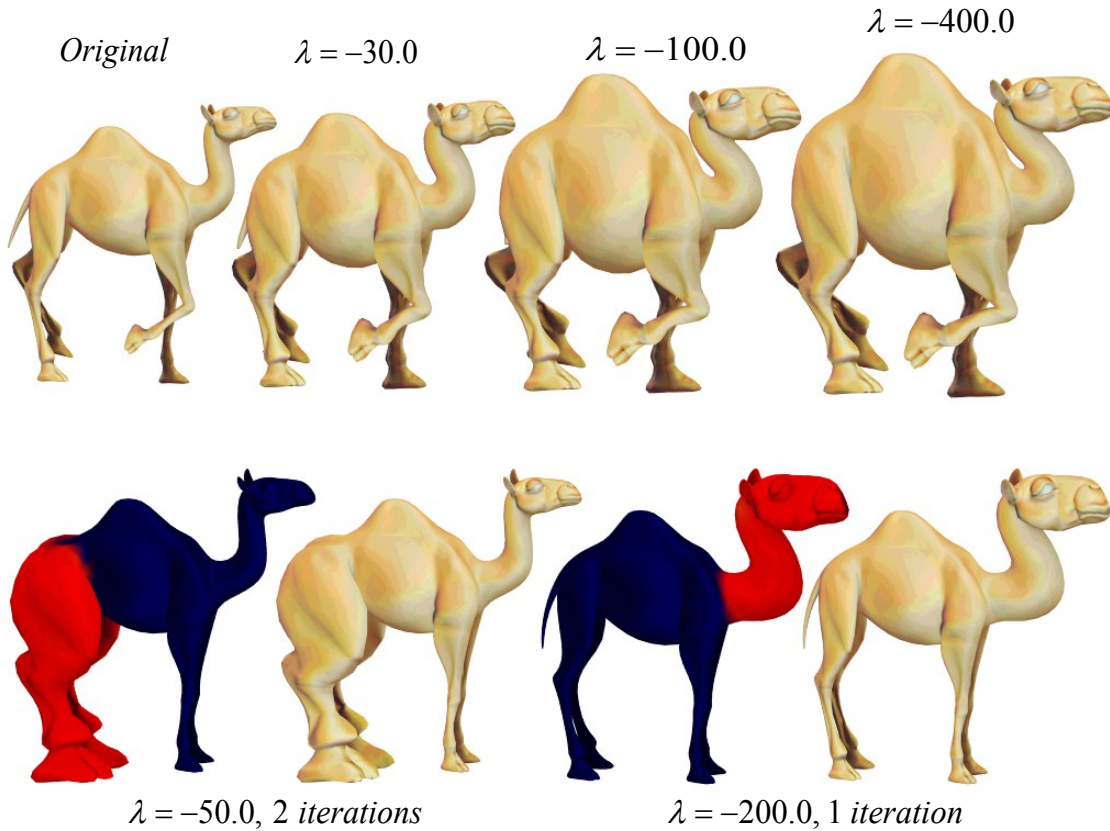 Original
λ = −30.0
λ = −100.0
λ = −400.0
λ = −50.0, 2 iterations
λ = −200.0, 1 iteration